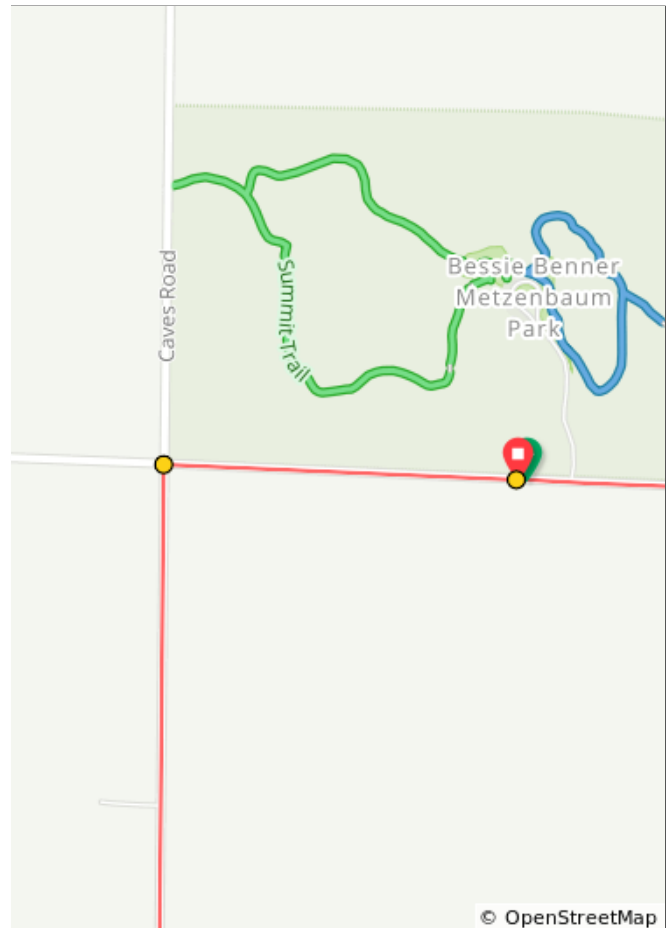 Caves Road
Summit Trail
Bessie Benner
Metzenbaum
Park
© OpenStreetMap